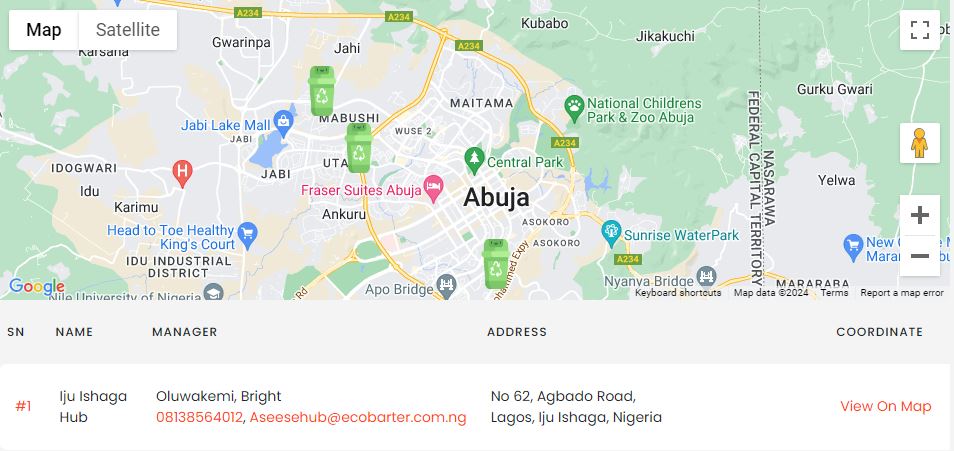 Map
Satellite
A234
A234
Kubabo
Jikakuchi
Karsana
Gwarinpa
Jahi
A234
Gurku Gwari
MAITAMA
National Childrens
Park & Zoo Abuja
Jabi Lake Mall
MABUSHI
JABI
WUSE 2
A234
FEDERAL CAPITAL TERRITORY
NASARAWA
IDOGWARI
H
UTA
Central Park
JABI
Idu
Fraser Suites Abuja
Abuja
Yelwa
Karimu
Ankuru
ASOKORO
Head to Toe Healthy
King's Court
ASOKORO
Sunrise WaterPark
New
Mararaba
IDU INDUSTRIAL
DISTRICT
A234
Apo Bridge
Nyanya Bridge
MARARABA
Google
Nile University of Nigeria
Rd
Expy
Keyboard shortcuts
Map data ©2024
Terms
Report a map error
SN NAME MANAGER ADDRESS COORDINATE
#1
Iju Ishaga
Hub
Oluwakemi, Bright
08138564012, Aseesehub@ecobarter.com.ng
No 62, Agbado Road,
Lagos, Iju Ishaga, Nigeria
View On Map